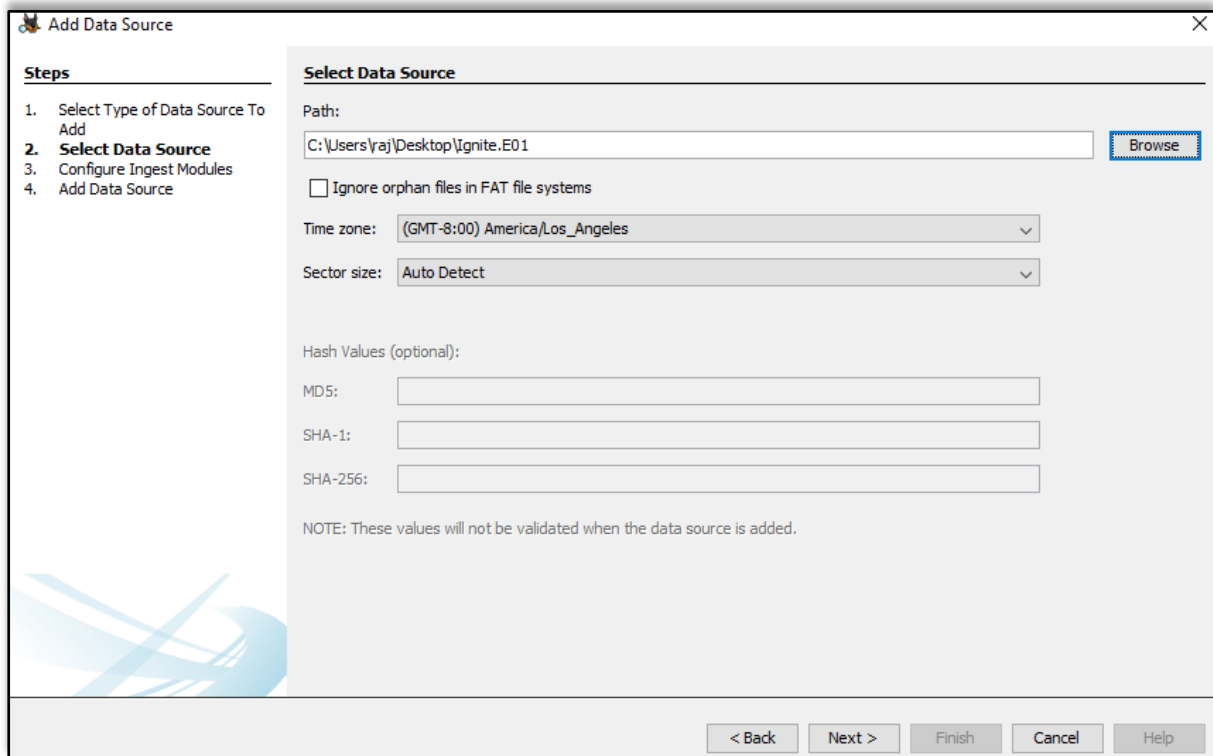 Add Data Source
Steps
1. Select Type of Data Source To
Add
2. Select Data Source
3. Configure Ingest Modules
4. Add Data Source
Select Data Source
Path:
C:\Users\raj\Desktop\Ignite.E01
Browse
Ignore orphan files in FAT file systems
Time zone: (GMT-8:00) America/Los_Angeles
Sector size: Auto Detect
Hash Values (optional):
MD5:
SHA-1:
SHA-256:
NOTE: These values will not be validated when the data source is added.
< Back Next > Finish Cancel Help